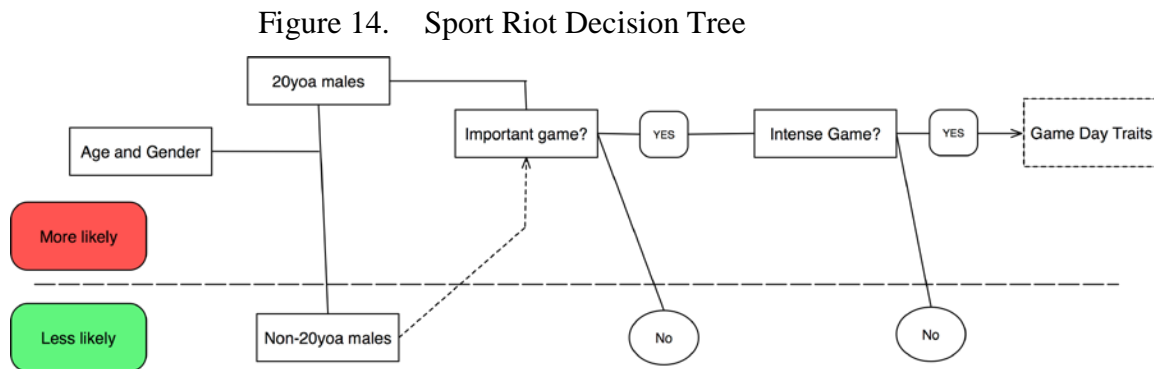 Figure 14. Sport Riot Decision Tree
20yoa males
Important game?
YES
Intense Game?
YES
Game Day Traits
Age and Gender
More likely
Less likely
Non-20yoa males
No
No